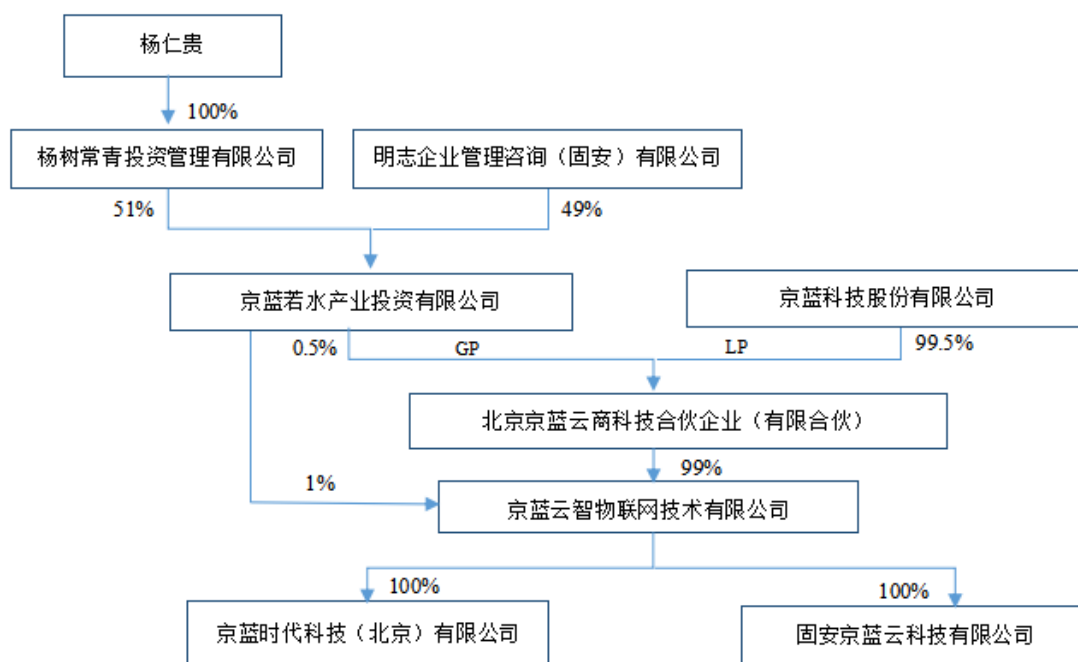 杨仁贵
100%
杨树常青投资管理有限公司
明志企业管理咨询（固安）有限公司
51%
49%
京蓝若水产业投资有限公司
京蓝科技股份有限公司
0.5%
GP
LP
99.5%
北京京蓝云商科技合伙企业（有限合伙）
99%
1%
京蓝云智物联网技术有限公司
100%
100%
京蓝时代科技（北京）有限公司
固安京蓝云科技有限公司